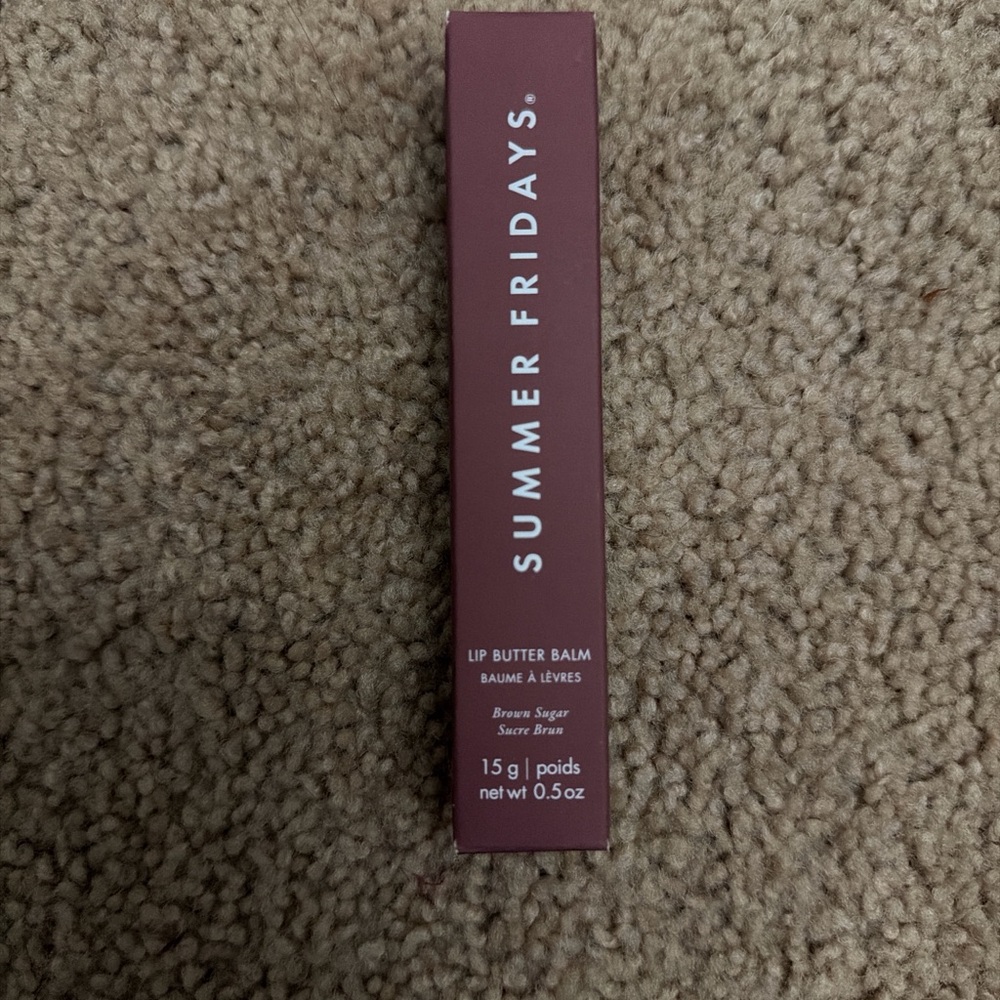 SUMMER FRIDAYS®
LIP BUTTER BALM
BAUME À LÈVRES
Brown Sugar
Sucre Brun
15 g | poids
net wt 0.5 oz